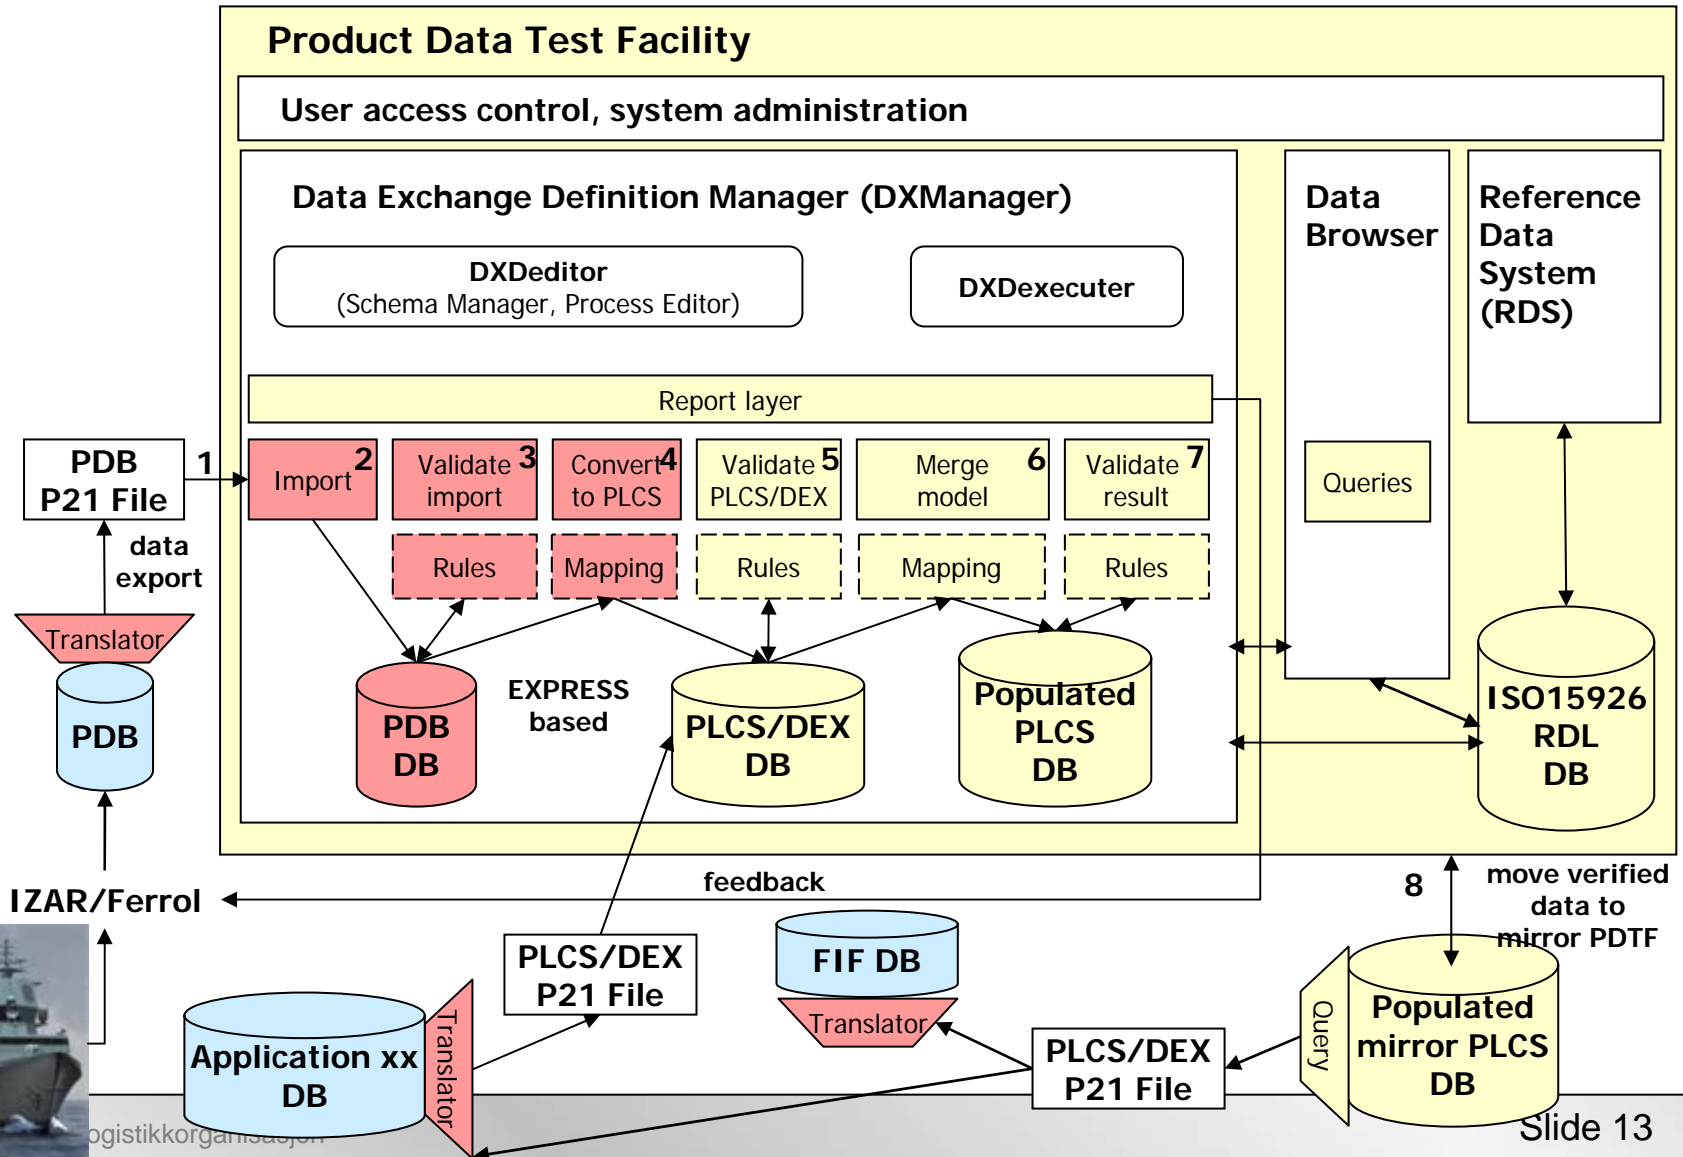 Product Data Test Facility
User access control, system administration
Data Exchange Definition Manager (DXManager)
DXDeditor
(Schema Manager, Process Editor)
DXDexecuter
Data
Browser
Reference
Data
System
(RDS)
Report layer
PDB
P21 File
1
Import
2
Validate
import
3
Convert
to PLCS
4
Validate
PLCS/DEX
5
Merge
model
6
Validate
result
7
Queries
data
export
Rules
Mapping
Rules
Mapping
Rules
Translator
PDB
PDB
DB
EXPRESS
based
PLCS/DEX
DB
Populated
PLCS
DB
ISO15926
RDL
DB
IZAR/Ferrol
feedback
8
move verified
data to
mirror PDTF
PLCS/DEX
P21 File
FIF DB
Translator
Application xx
DB
Translator
PLCS/DEX
P21 File
Query
Populated
mirror PLCS
DB
Slide 13